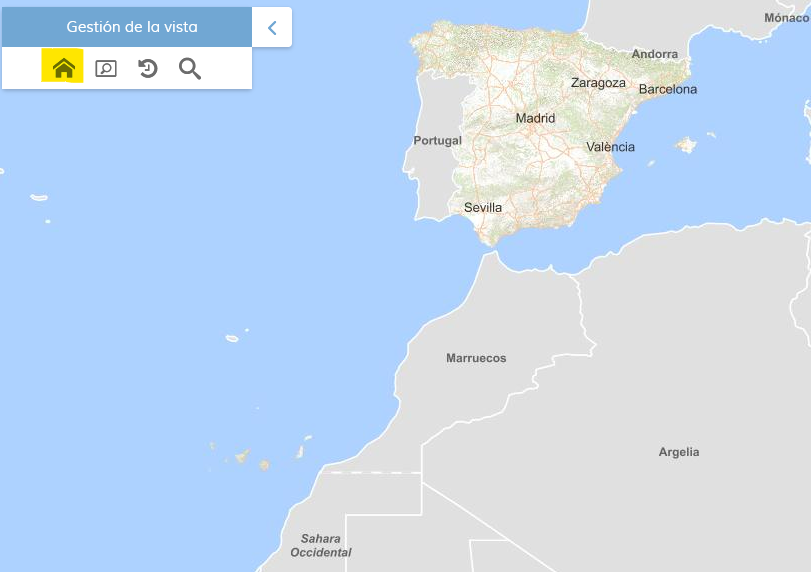 Gestión de la vista
Mónaco
Andorra
Zaragoza
Barcelona
Madrid
Portugal
València
Sevilla
Marruecos
Argelia
Sahara
Occidental